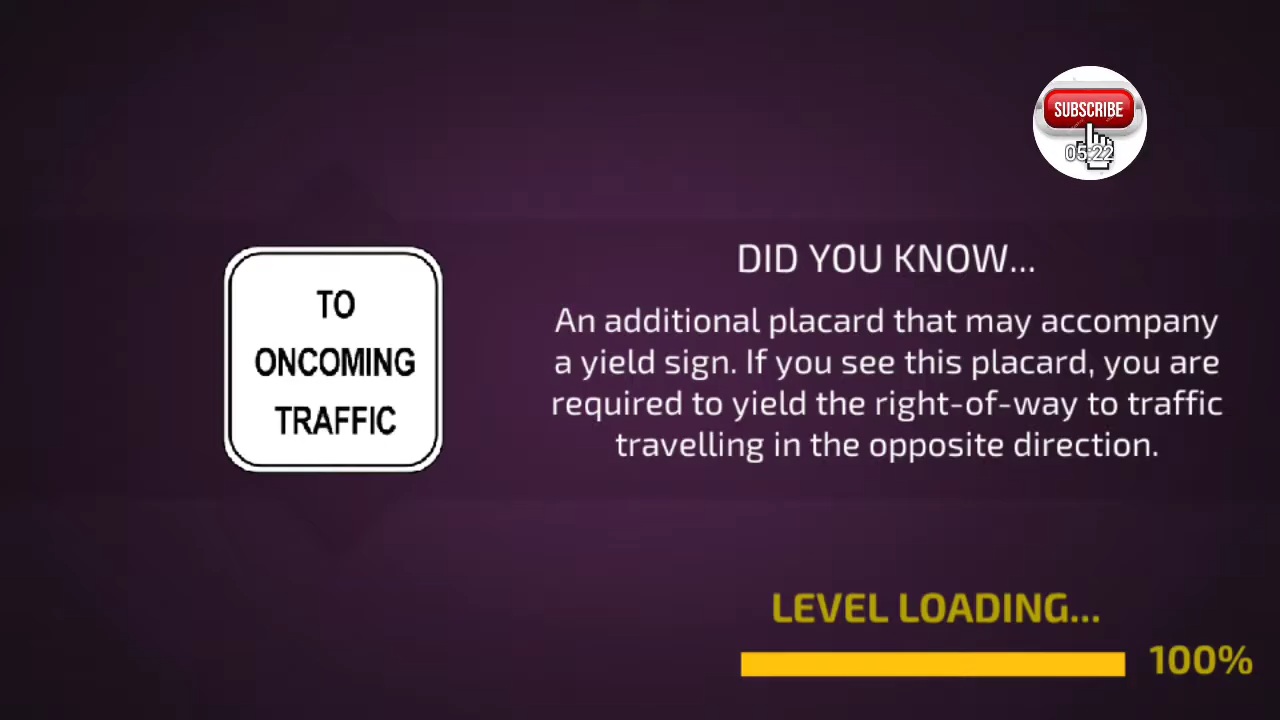 SUBSCRIBE
05:22
TO
ONCOMING
TRAFFIC
DID YOU KNOW...
An additional placard that may accompany
a yield sign. If you see this placard, you are
required to yield the right-of-way to traffic
travelling in the opposite direction.
LEVEL LOADING...
100%